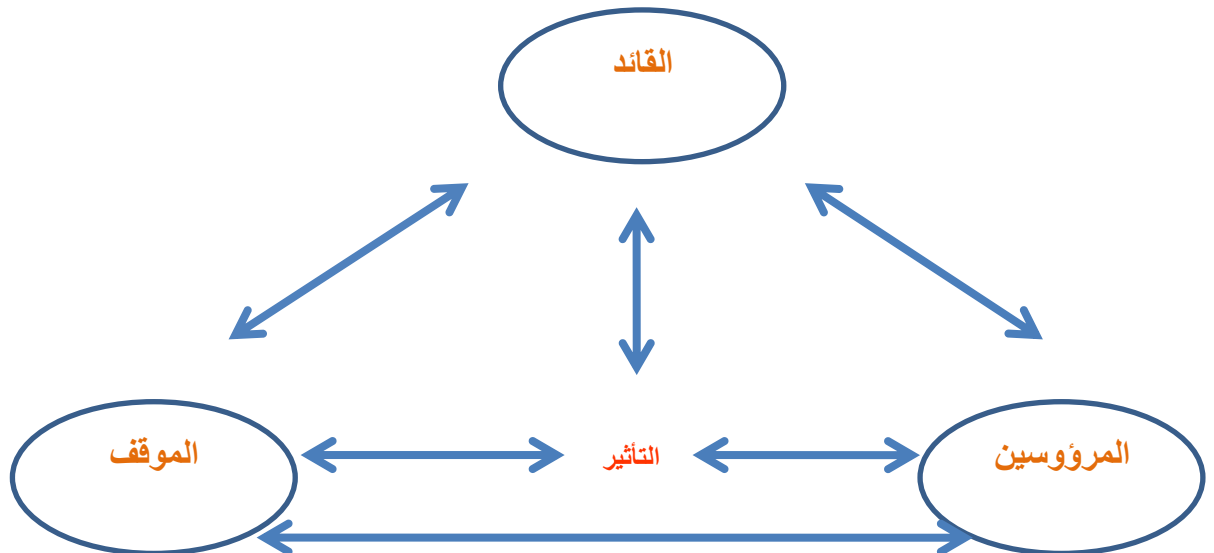 القائد
المرؤوسين
التأثير
الموقف